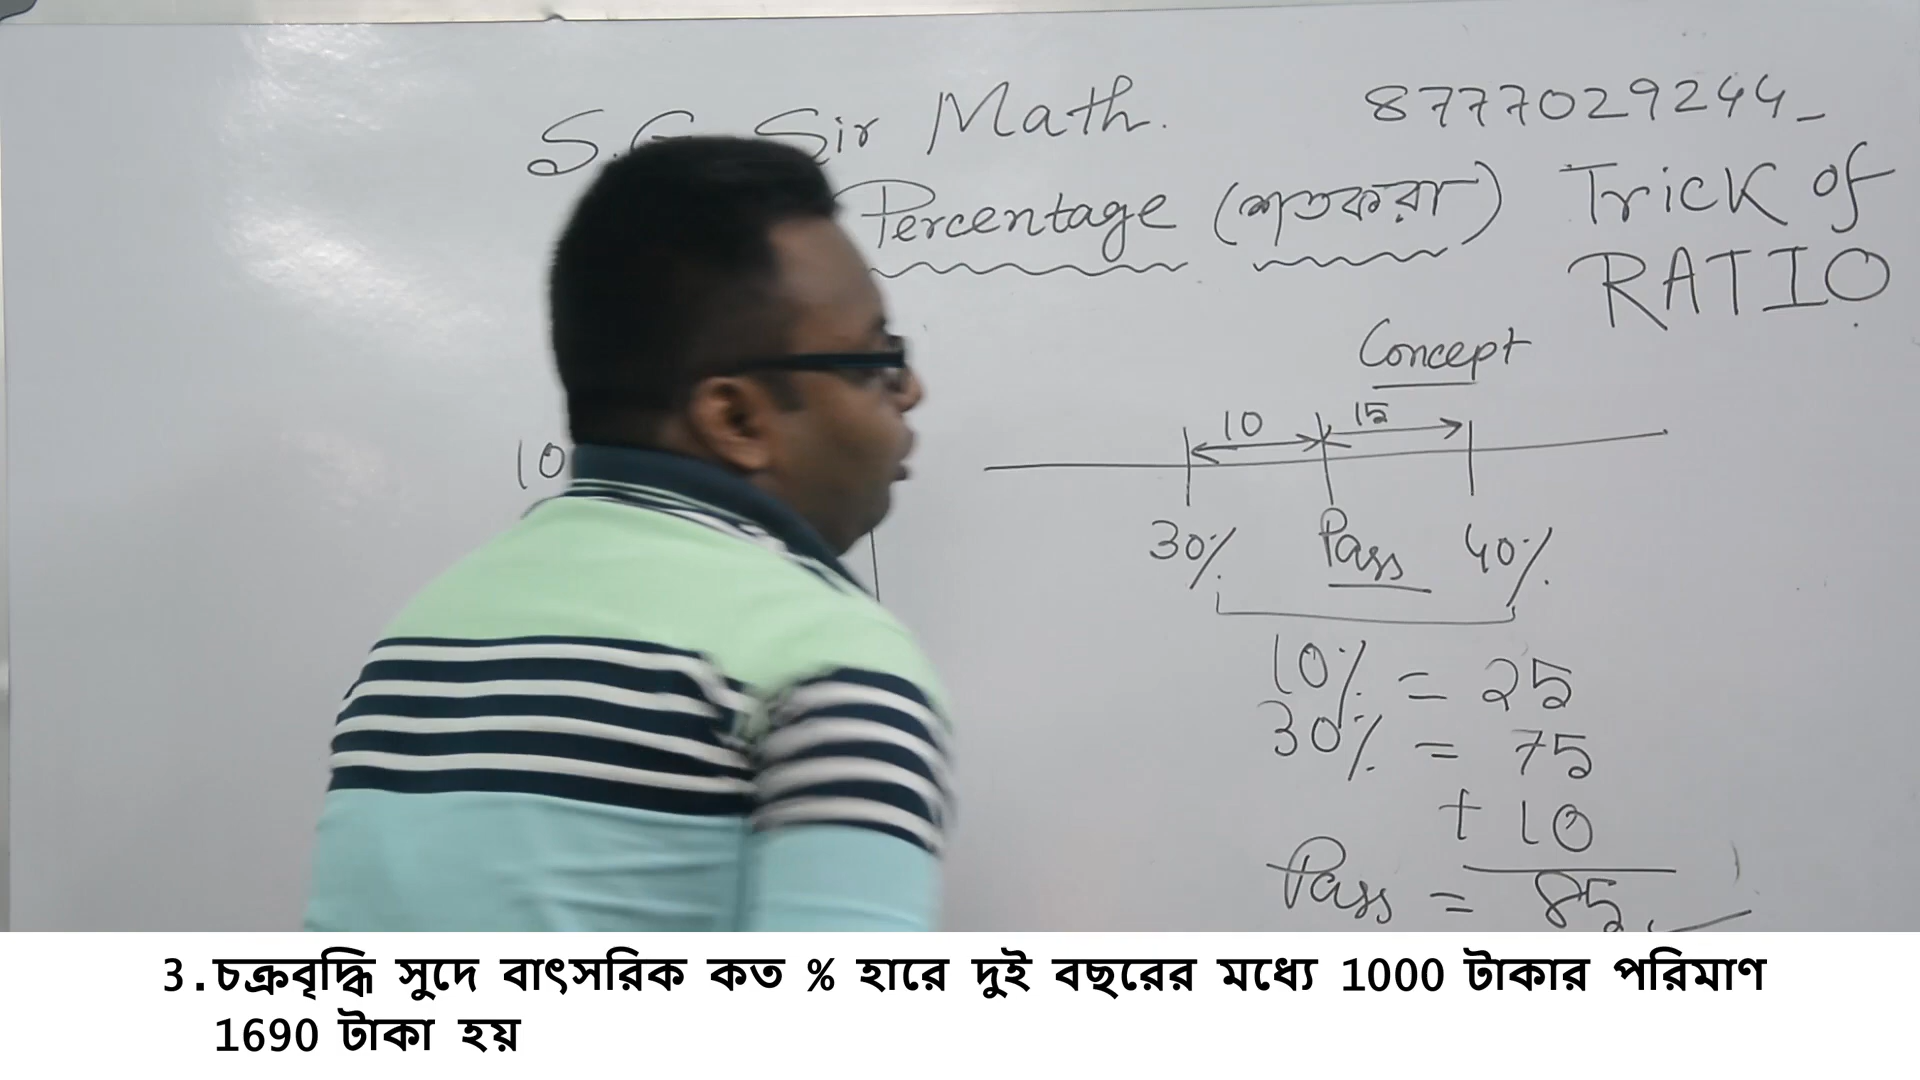 S.G Sir Math.
8777029244
Percentage (শতকরা)
Trick of
RATIO
Concept
10 15
10
30% Pass 40%
10% = 25
30% = 75
+ 10
Pass = 85
3.চক্রবৃদ্ধি সুদে বাৎসরিক কত % হারে দুই বছরের মধ্যে 1000 টাকার পরিমাণ
1690 টাকা হয়